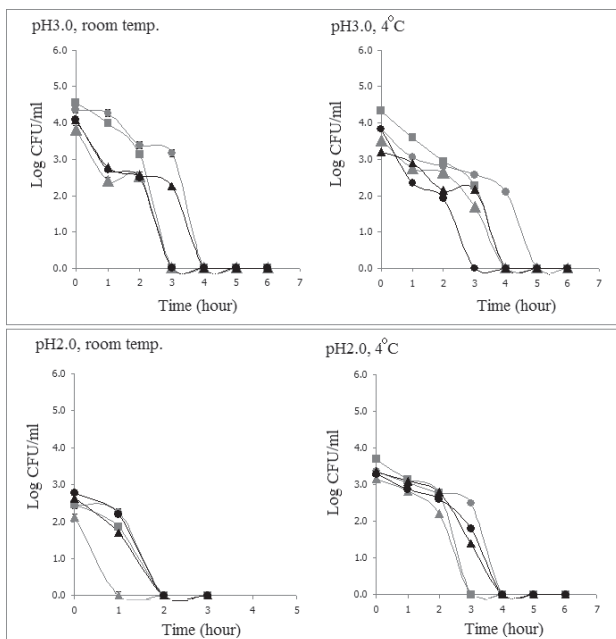 pH3.0, room temp.
6.0
5.0
4.0
3.0
2.0
1.0
0.0
Log CFU/ml
0 1 2 3 4 5 6 7
Time (hour)
pH3.0, 4°C
6.0
5.0
4.0
3.0
2.0
1.0
0.0
Log CFU/ml
0 1 2 3 4 5 6 7
Time (hour)
pH2.0, room temp.
6.0
5.0
4.0
3.0
2.0
1.0
0.0
Log CFU/ml
0 1 2 3 4 5
Time (hour)
pH2.0, 4°C
6.0
5.0
4.0
3.0
2.0
1.0
0.0
Log CFU/ml
0 1 2 3 4 5 6 7
Time (hour)